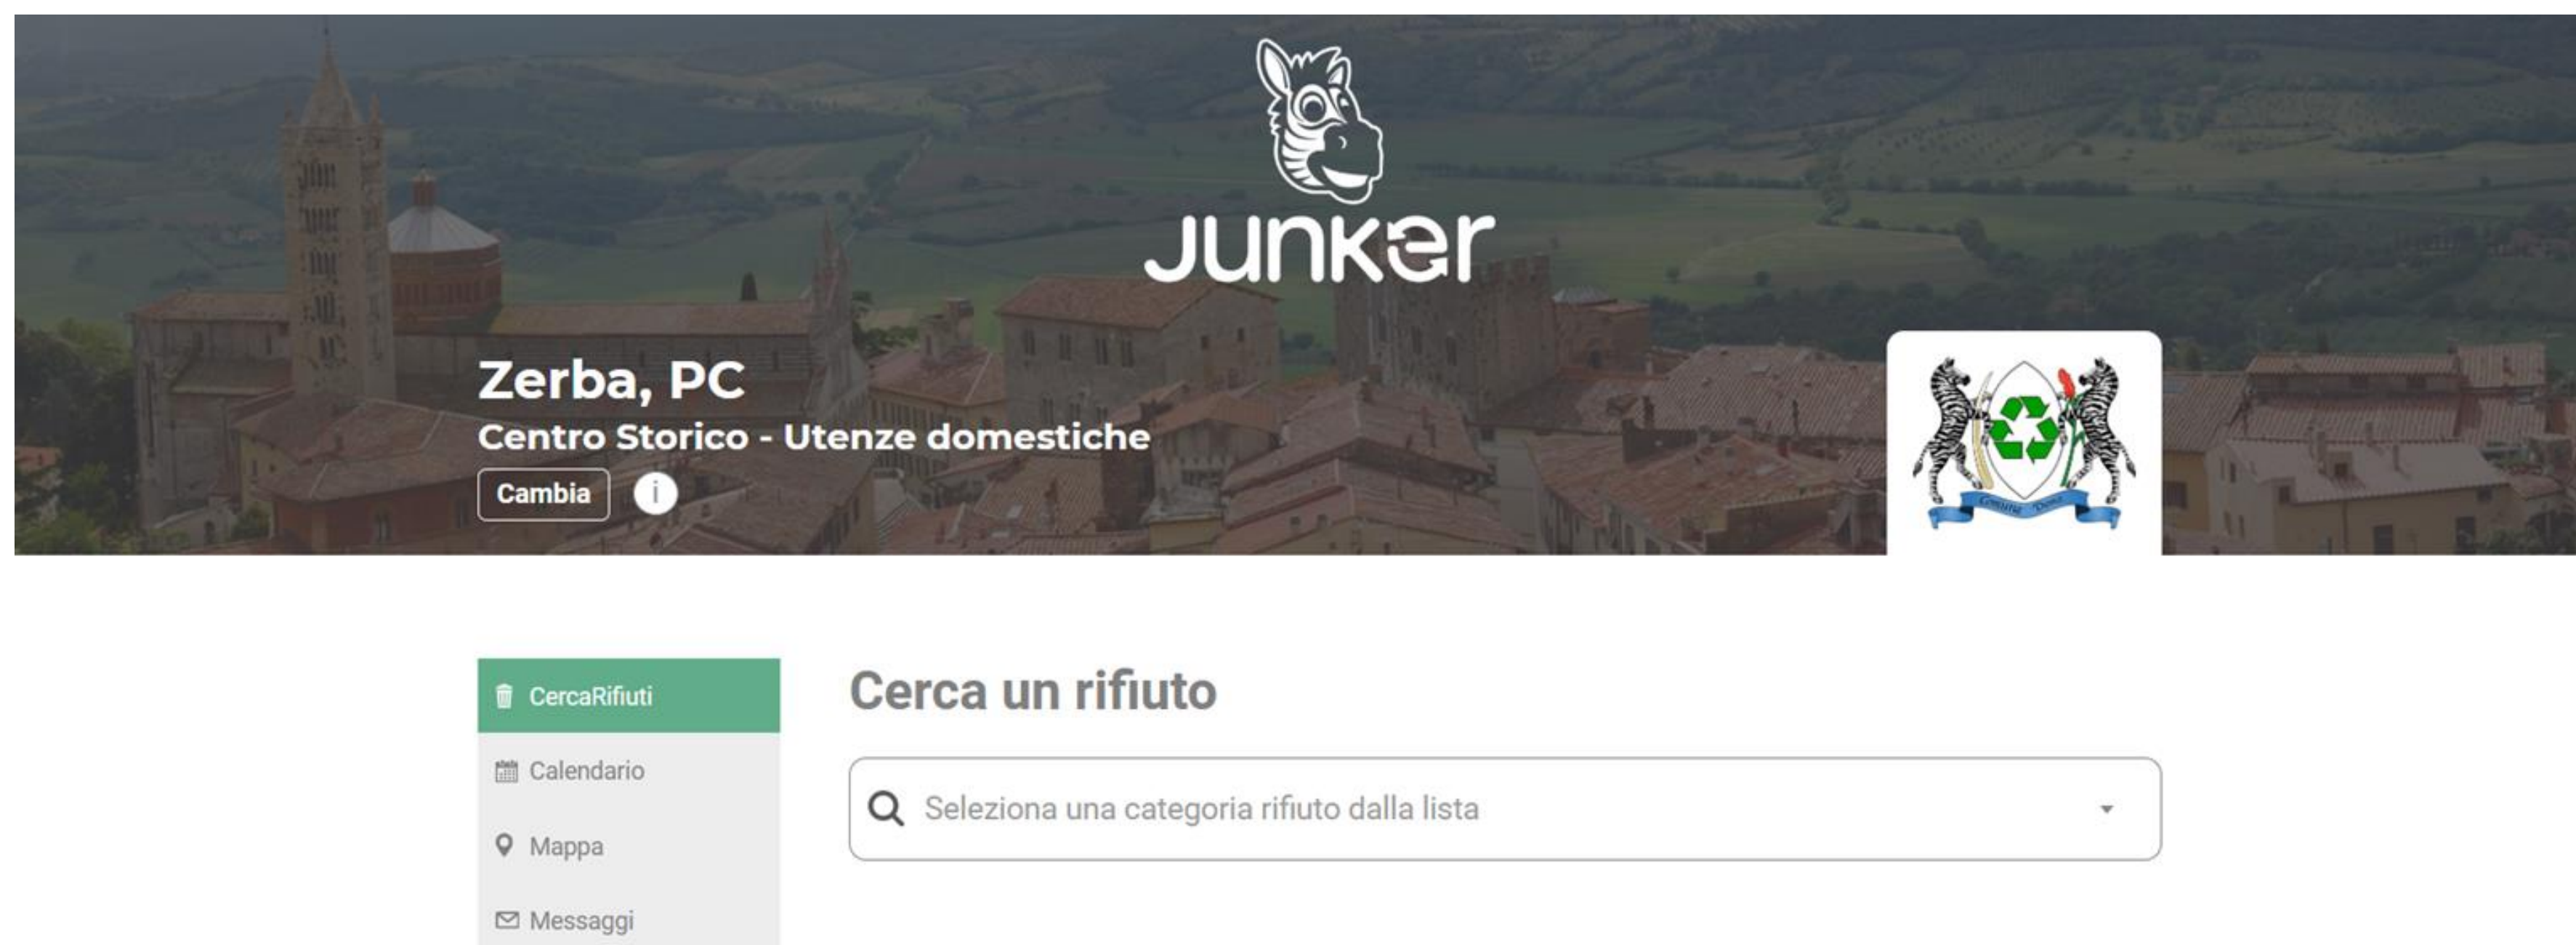 JUNKER
Zerba, PC
Centro Storico - Utenze domestiche
Cambia
i
CercaRifiuti
Calendario
Mappa
Messaggi
Cerca un rifiuto
Seleziona una categoria rifiuto dalla lista